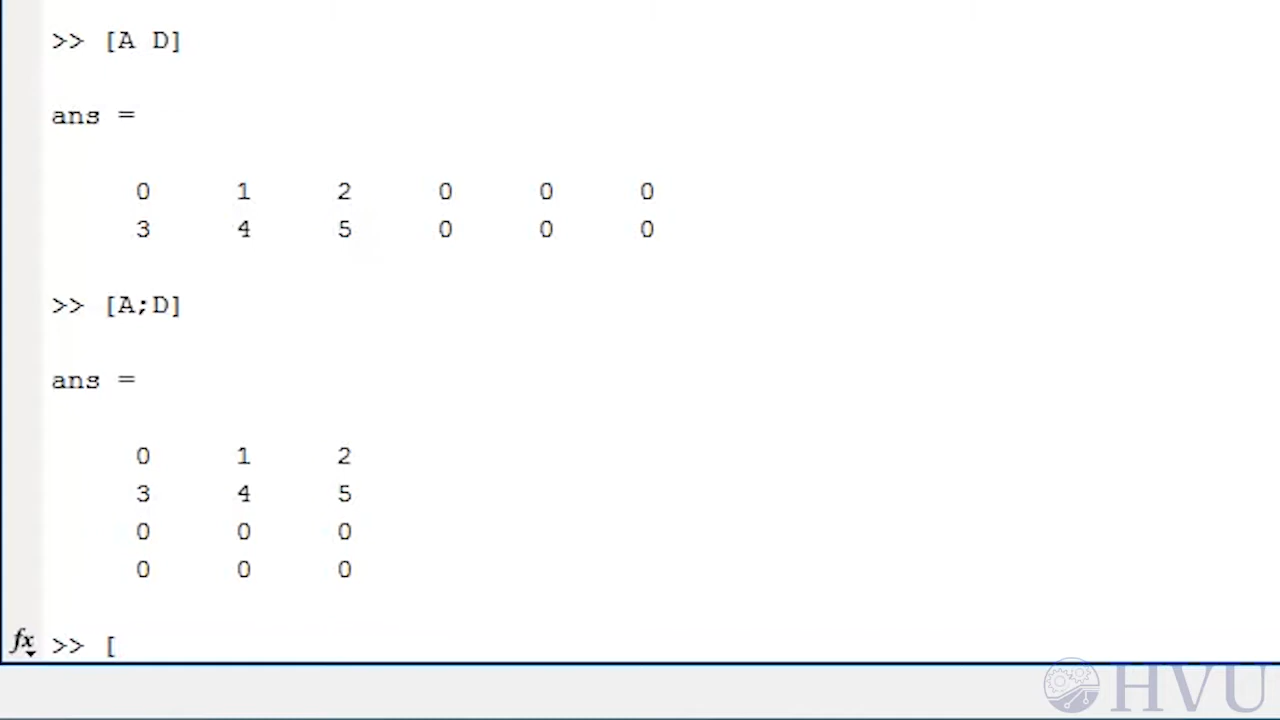 >> [A D]
ans =
0 1 2 0 0 0
3 4 5 0 0 0
>> [A;D]
ans =
0 1 2
3 4 5
0 0 0
0 0 0
fx >> [
HVU